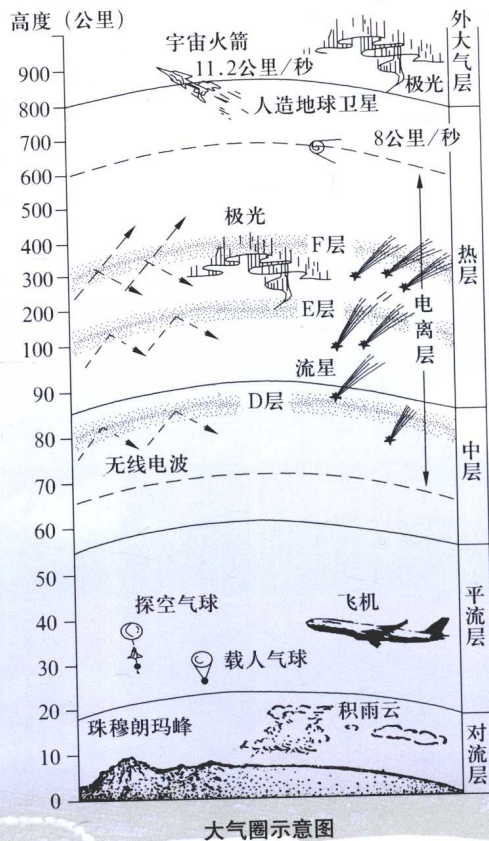 高度（公里）
外大气层
宇宙火箭
11.2公里/秒
极光
人造地球卫星
900
800
8公里/秒
700
600
500
极光
400
F层
热层
300
E层
电离层
200
100
流星
90
D层
80
无线电波
中层
70
60
50
探空气球
飞机
平流层
40
载人气球
30
20
积雨云
珠穆朗玛峰
对流层
10
0
大气圈示意图